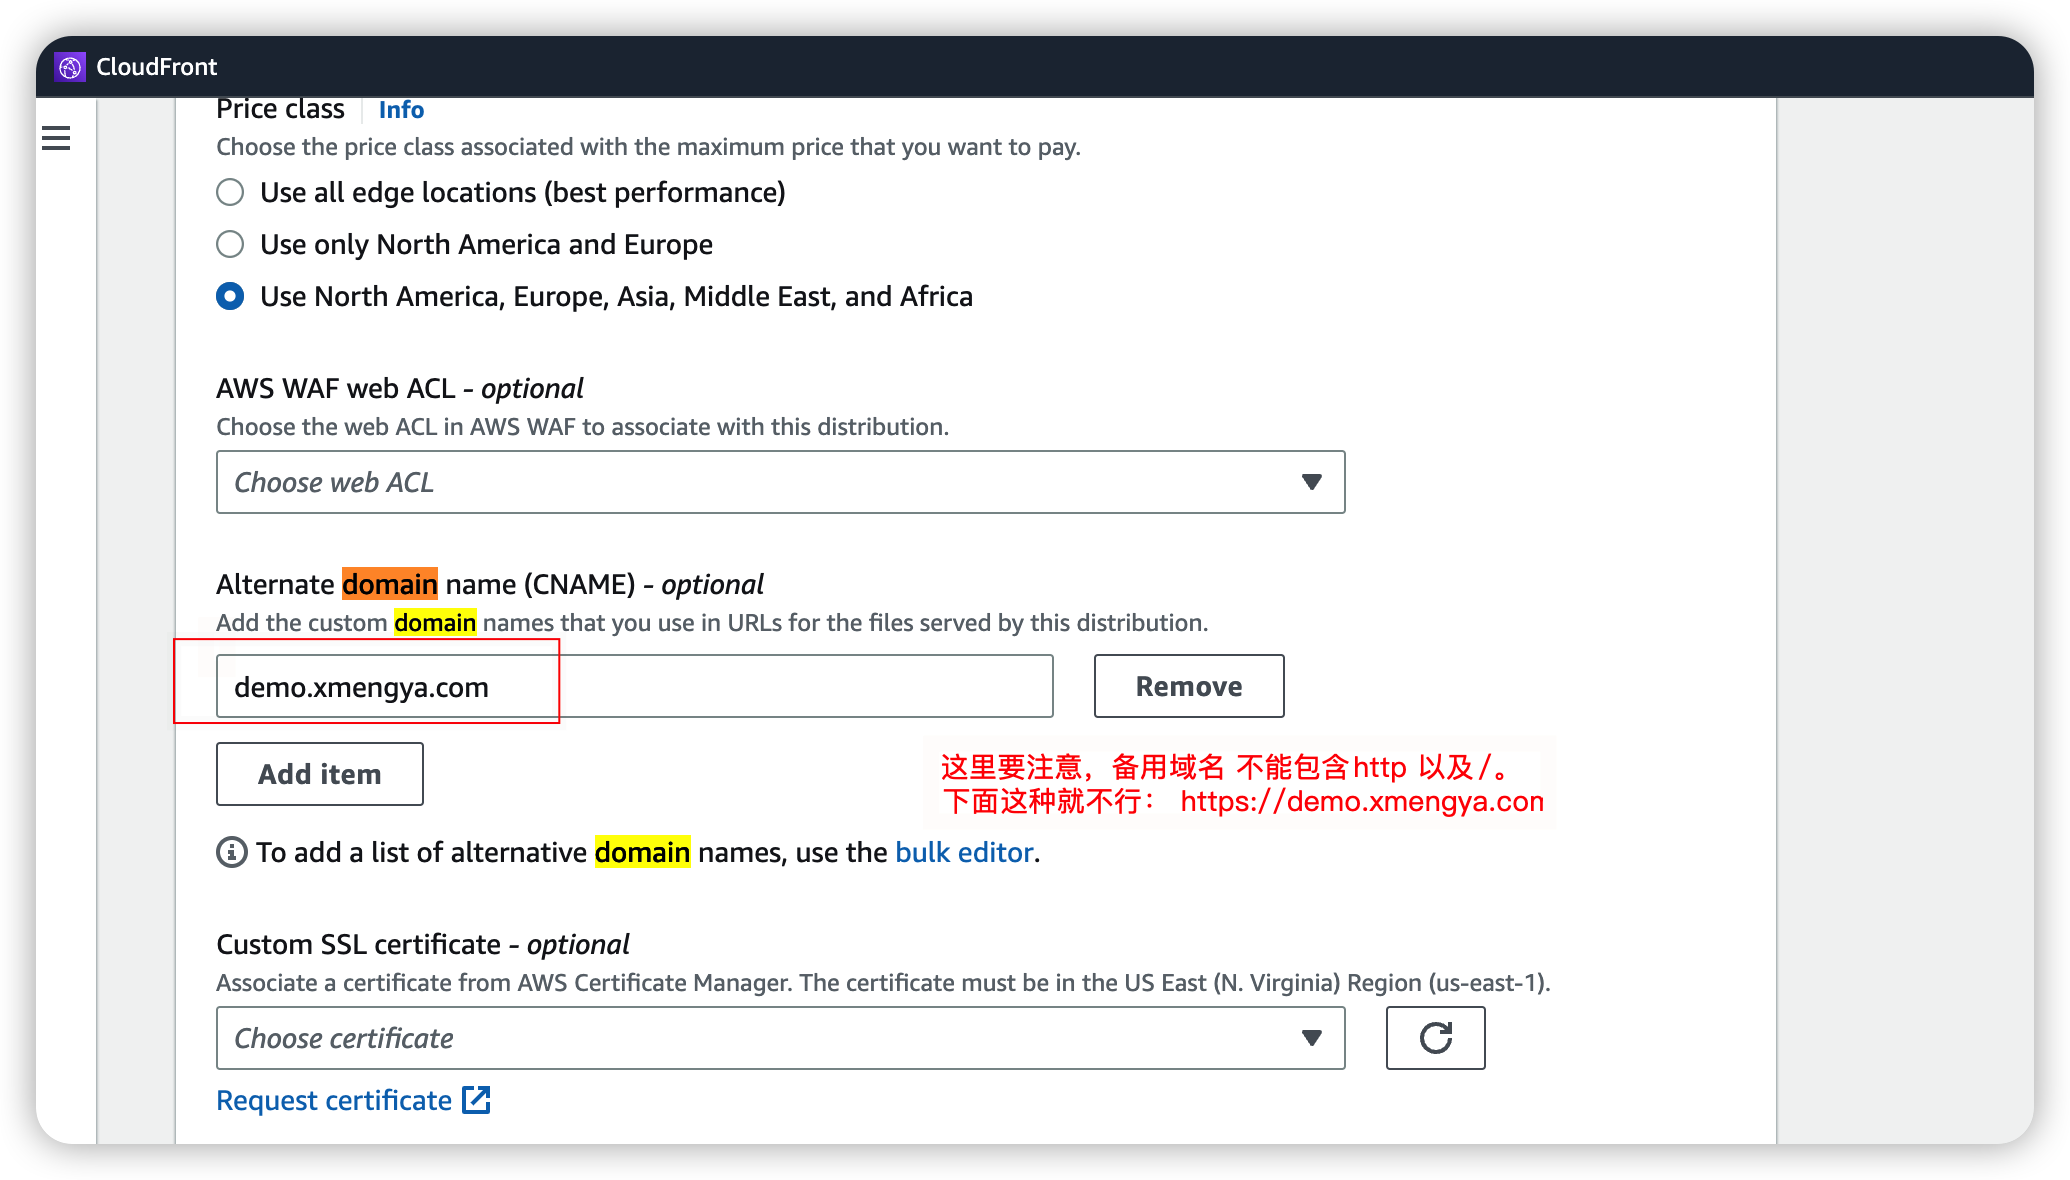 CloudFront
Price class Info
Choose the price class associated with the maximum price that you want to pay.
Use all edge locations (best performance)
Use only North America and Europe
Use North America, Europe, Asia, Middle East, and Africa
AWS WAF web ACL - optional
Choose the web ACL in AWS WAF to associate with this distribution.
Choose web ACL
Alternate domain name (CNAME) - optional
Add the custom domain names that you use in URLs for the files served by this distribution.
demo.xmengya.com
Remove
Add item
这里要注意，备用域名 不能包含http 以及/。
下面这种就不行： https://demo.xmengya.com
To add a list of alternative domain names, use the bulk editor.
Custom SSL certificate - optional
Associate a certificate from AWS Certificate Manager. The certificate must be in the US East (N. Virginia) Region (us-east-1).
Choose certificate
Request certificate